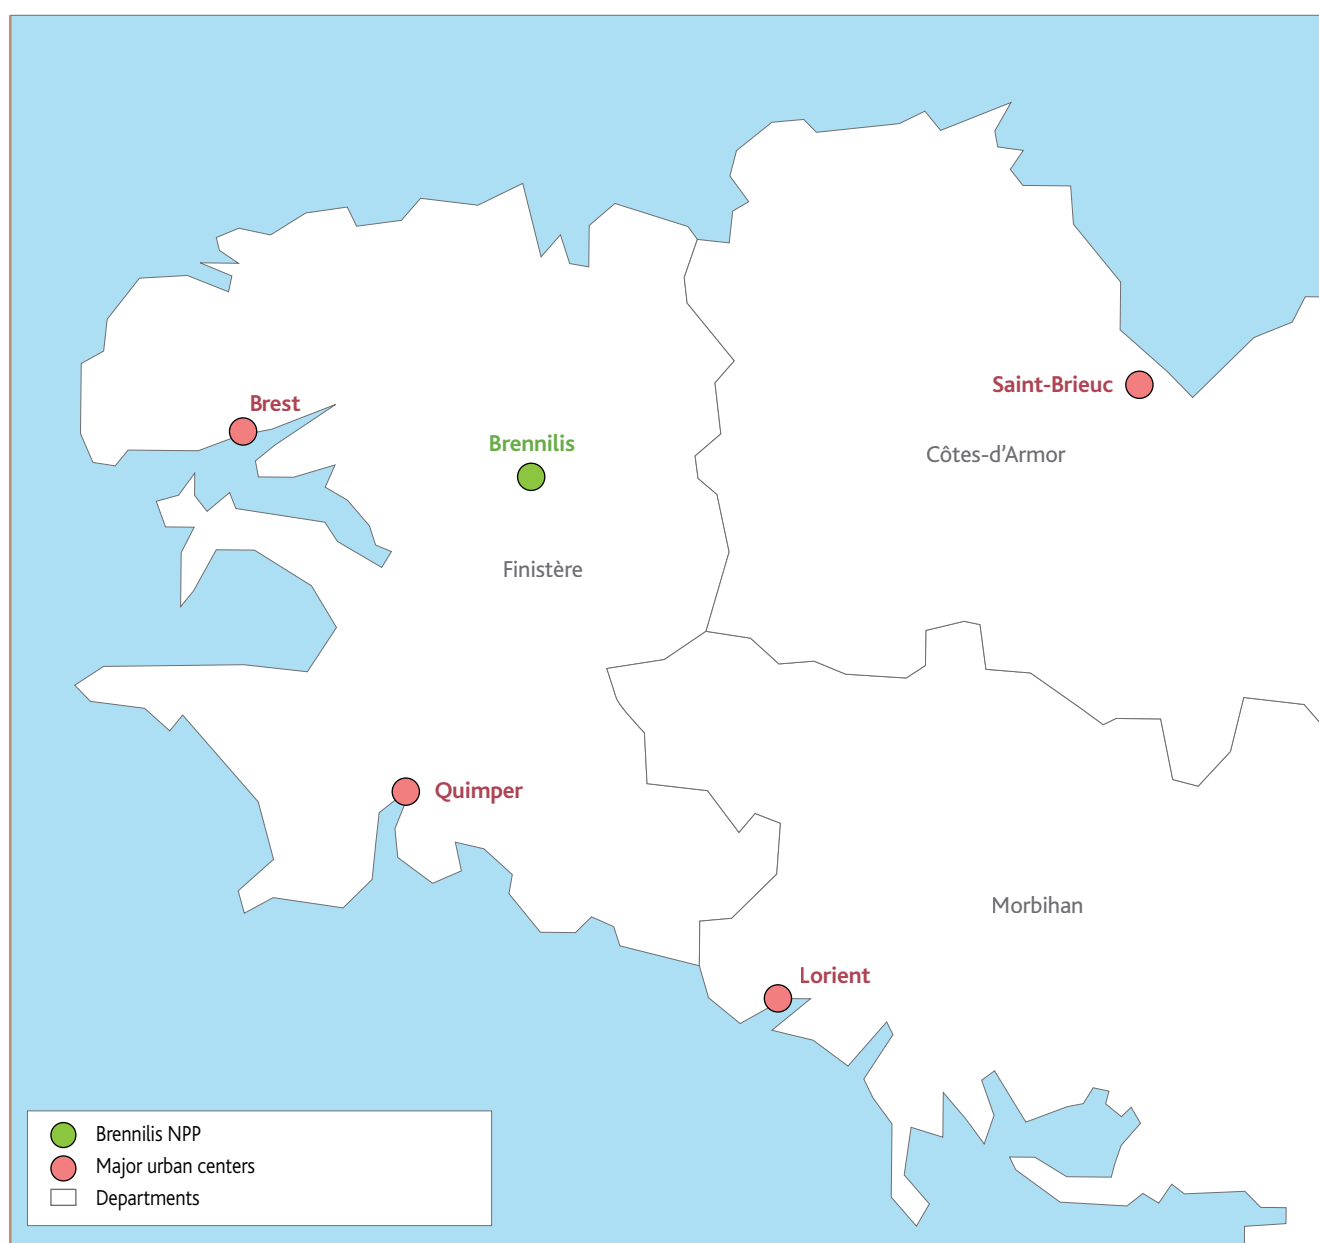 Saint-Brieuc
Brest
Brennilis
Côtes-d’Armor
Finistère
Quimper
Morbihan
Lorient
Brennilis NPP
Major urban centers
Departments